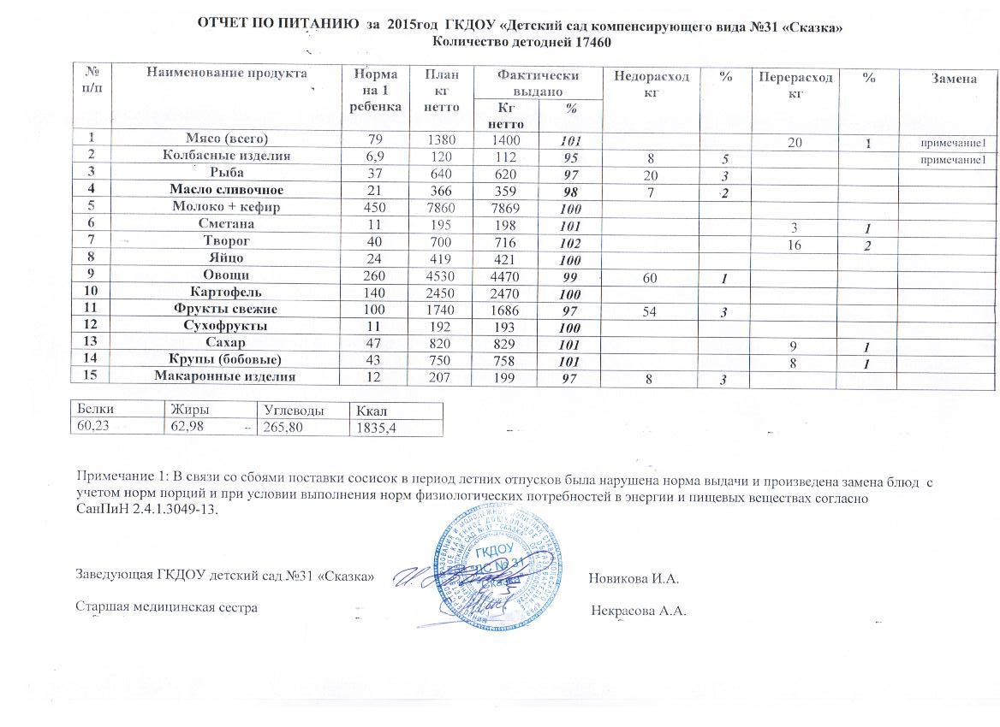 ОТЧЕТ ПО ПИТАНИЮ за 2015год ГКДОУ «Детский сад компенсирующего вида №31 «Сказка»
Количество детодней 17460
№ п/п Наименование продукта Норма на 1 ребенка План кг нетто Фактически выдано Недорасход кг % Перерасход кг % Замена
Кг нетто %
1 Мясо (всего) 79 1380 1400 101 20 1 примечание1
2 Колбасные изделия 6,9 120 112 95 8 5 примечание1
3 Рыба 37 640 620 97 20 3
4 Масло сливочное 21 366 359 98 7 2
5 Молоко + кефир 450 7860 7869 100
6 Сметана 11 195 198 101 3 1
7 Творог 40 700 716 102 16 2
8 Яйцо 24 419 421 100
9 Овощи 260 4530 4470 99 60 1
10 Картофель 140 2450 2470 100
11 Фрукты свежие 100 1740 1686 97 54 3
12 Сухофрукты 11 192 193 100
13 Сахар 47 820 829 101 9 1
14 Крупы (бобовые) 43 750 758 101 8 1
15 Макаронные изделия 12 207 199 97 8 3
Белки Жиры Углеводы Ккал
60,23 62,98 265,80 1835,4
Примечание 1: В связи со сбоями поставки сосисок в период летних отпусков была нарушена норма выдачи и произведена замена блюд с
учетом норм порций и при условии выполнения норм физиологических потребностей в энергии и пищевых веществах согласно
СанПиН 2.4.1.3049-13.
ГКДОУ
ДС № 31
Сказка
Заведующая ГКДОУ детский сад №31 «Сказка» Новикова И.А.
Старшая медицинская сестра Некрасова А.А.